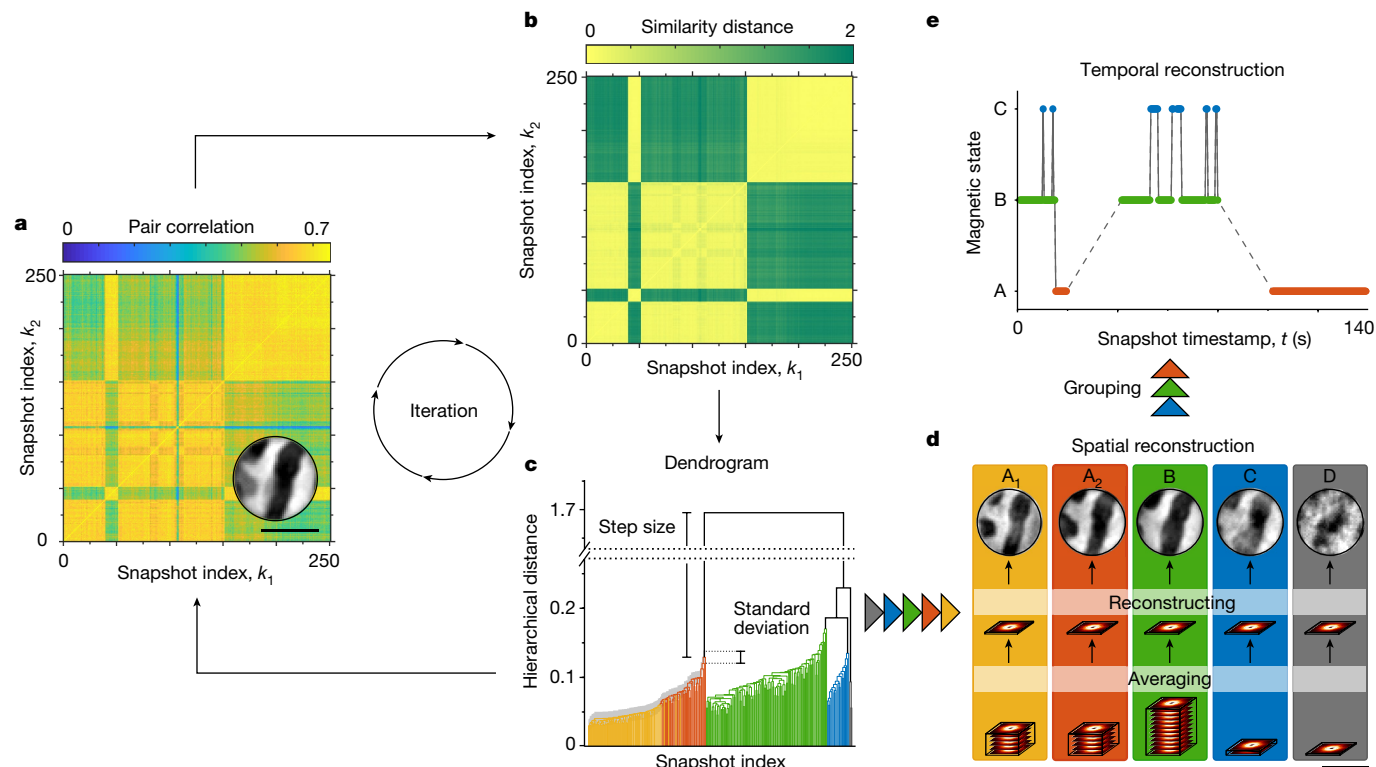 a
0 Pair correlation 0.7
250
Snapshot index, k2
0
0 250
Snapshot index, k1
Iteration
b
Similarity distance
0 2
250
Snapshot index, k2
0
0 250
Snapshot index, k1
c
Dendrogram
1.7
Step size
Hierarchical distance
0.2
Standard
deviation
0.1
0
Snapshot index
e
Temporal reconstruction
C
B
A
Magnetic state
0 140
Snapshot timestamp, t (s)
Grouping
d
Spatial reconstruction
A1 A2 B C D
Reconstructing
Averaging